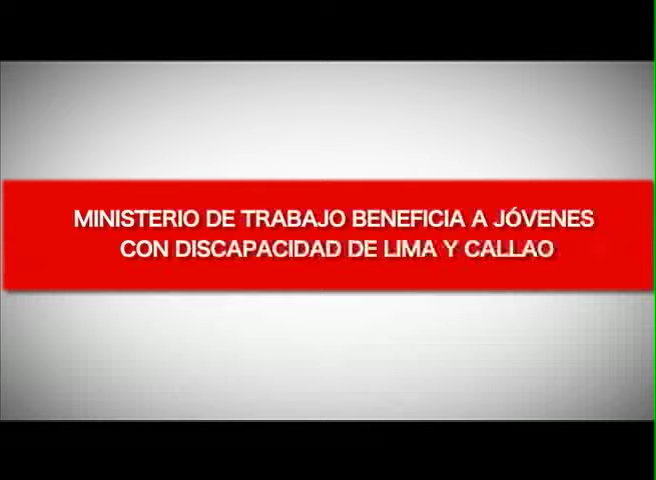 MINISTERIO DE TRABAJO BENEFICIA A JÓVENES
CON DISCAPACIDAD DE LIMA Y CALLAO